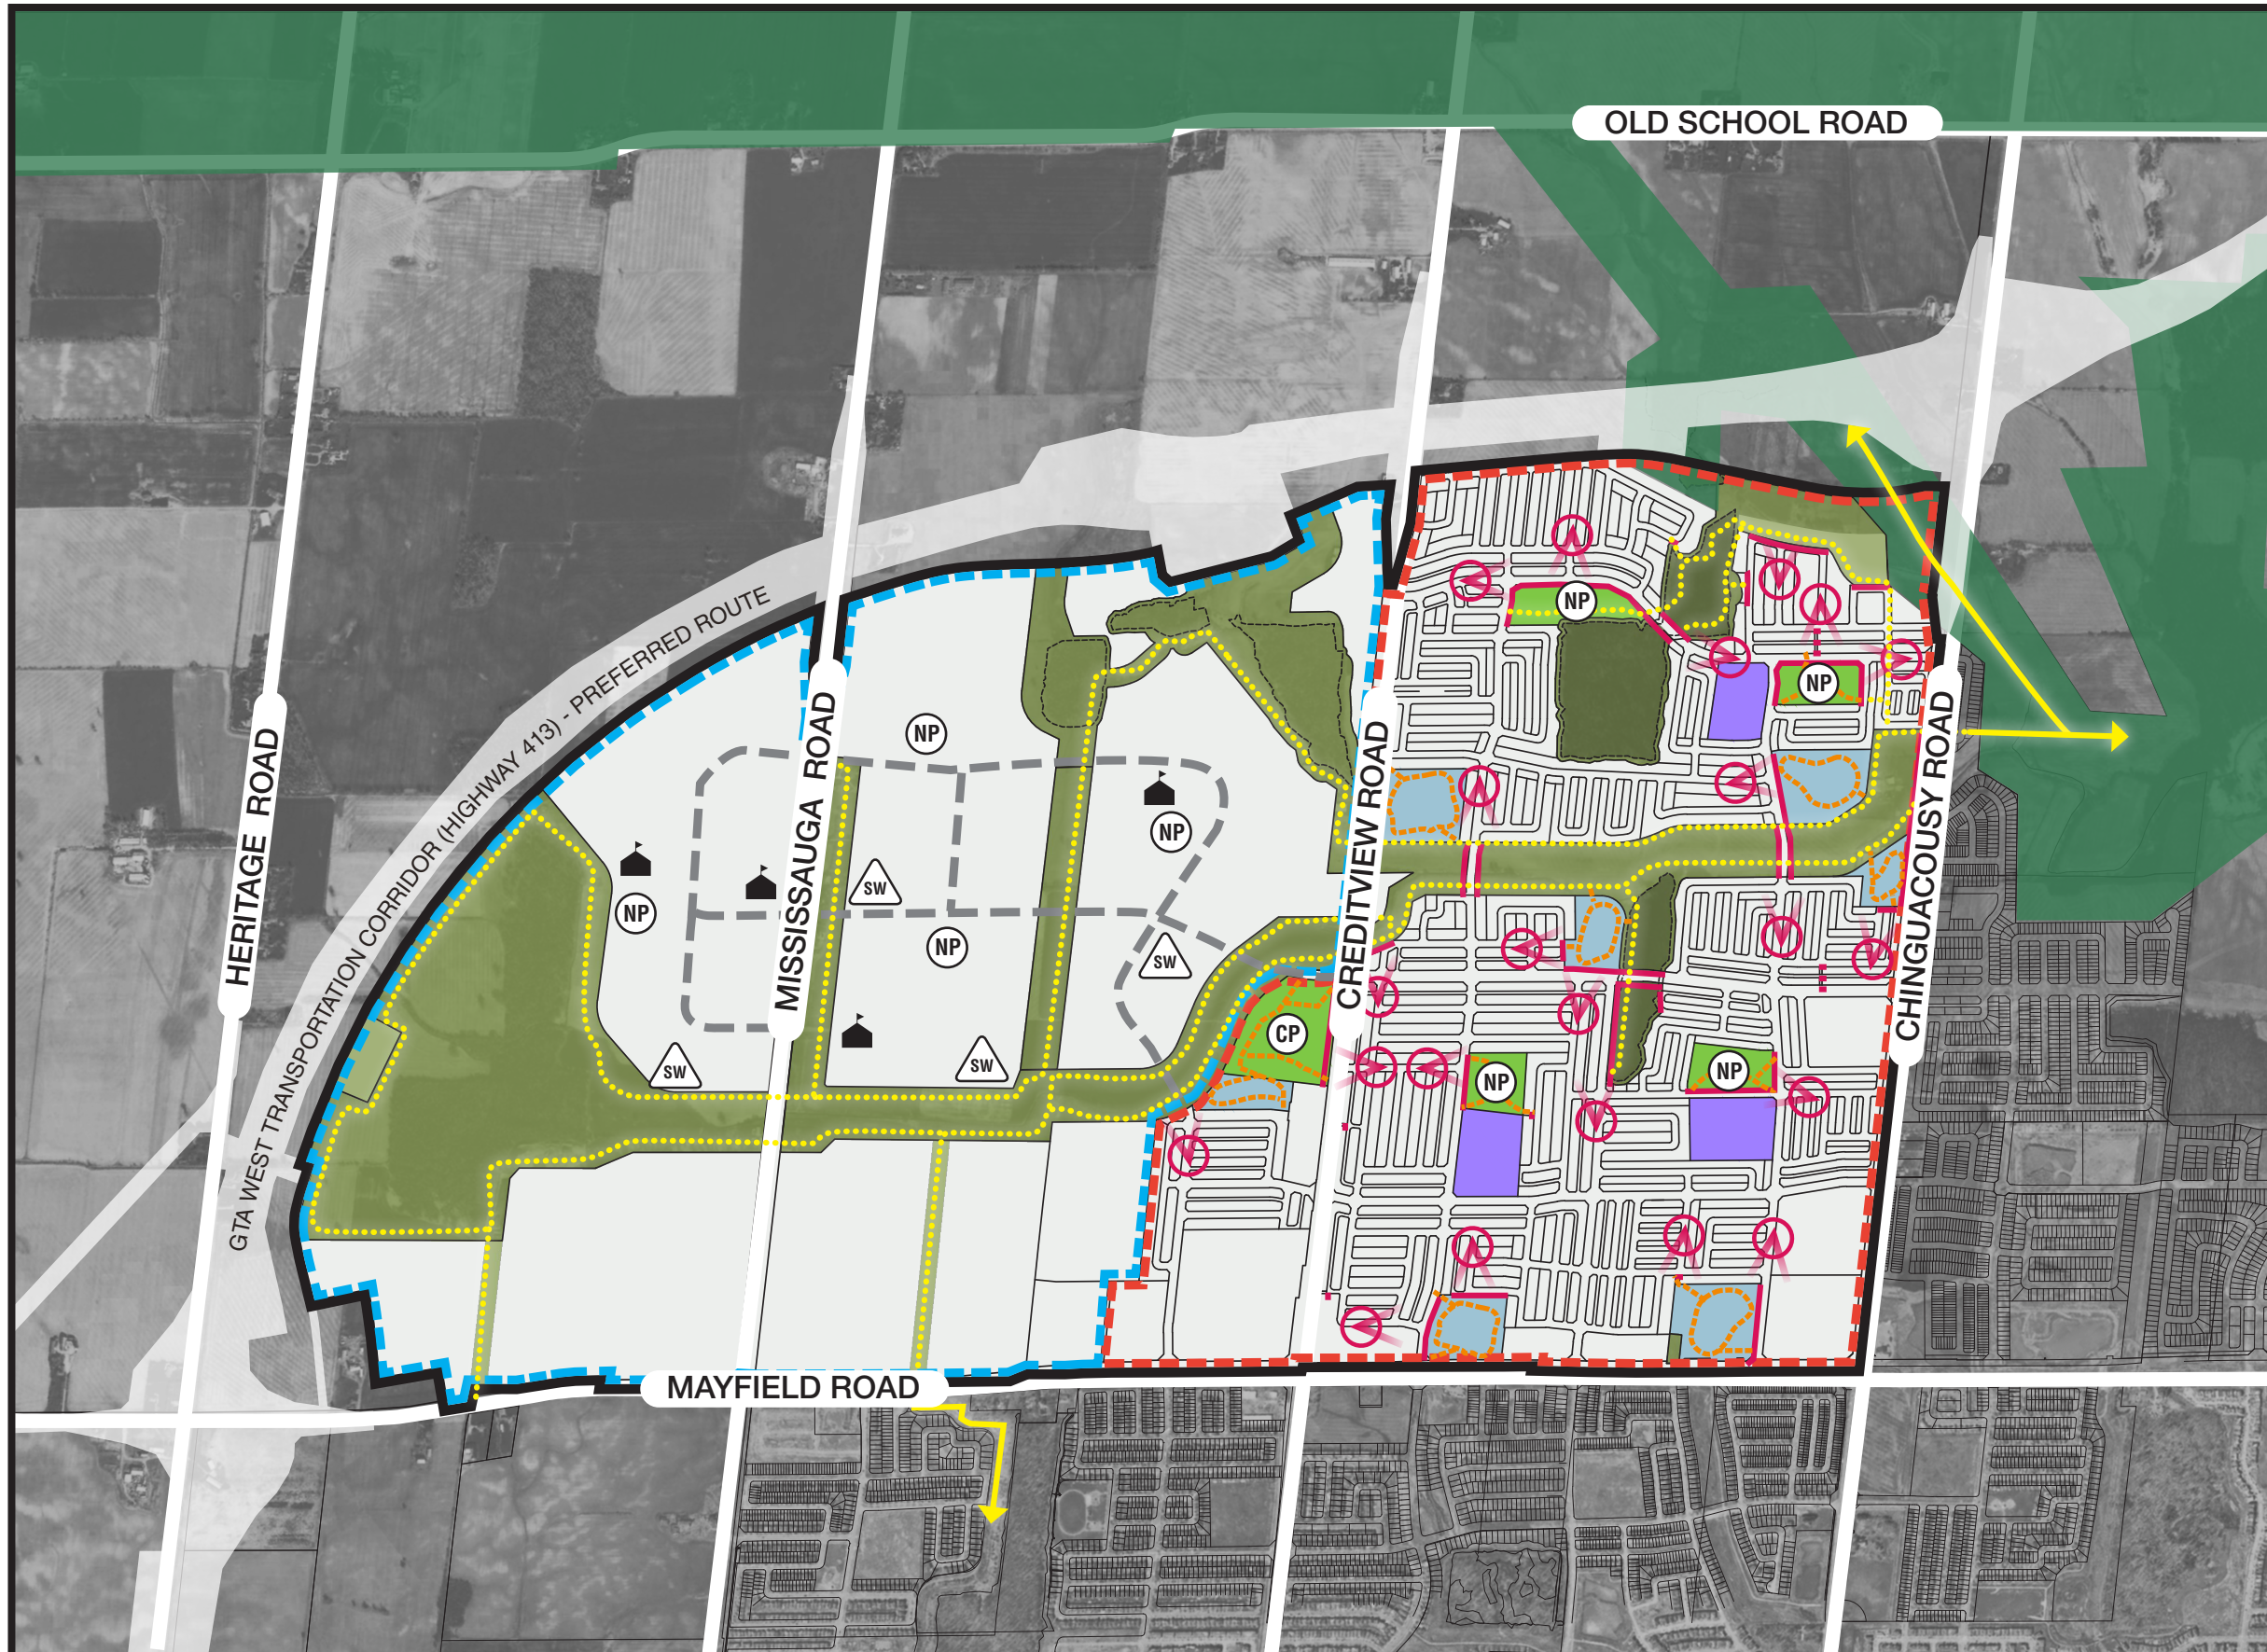 OLD SCHOOL ROAD
NP
NP
NP
NP
NP
SW
NP
NP
SW
CP
SW
SW
NP
NP
HERITAGE ROAD
MISSISSAUGA ROAD
CREDITVIEW ROAD
CHINGUACOUSY ROAD
GTA WEST TRANSPORTATION CORRIDOR (HIGHWAY 413) - PREFERRED ROUTE
MAYFIELD ROAD